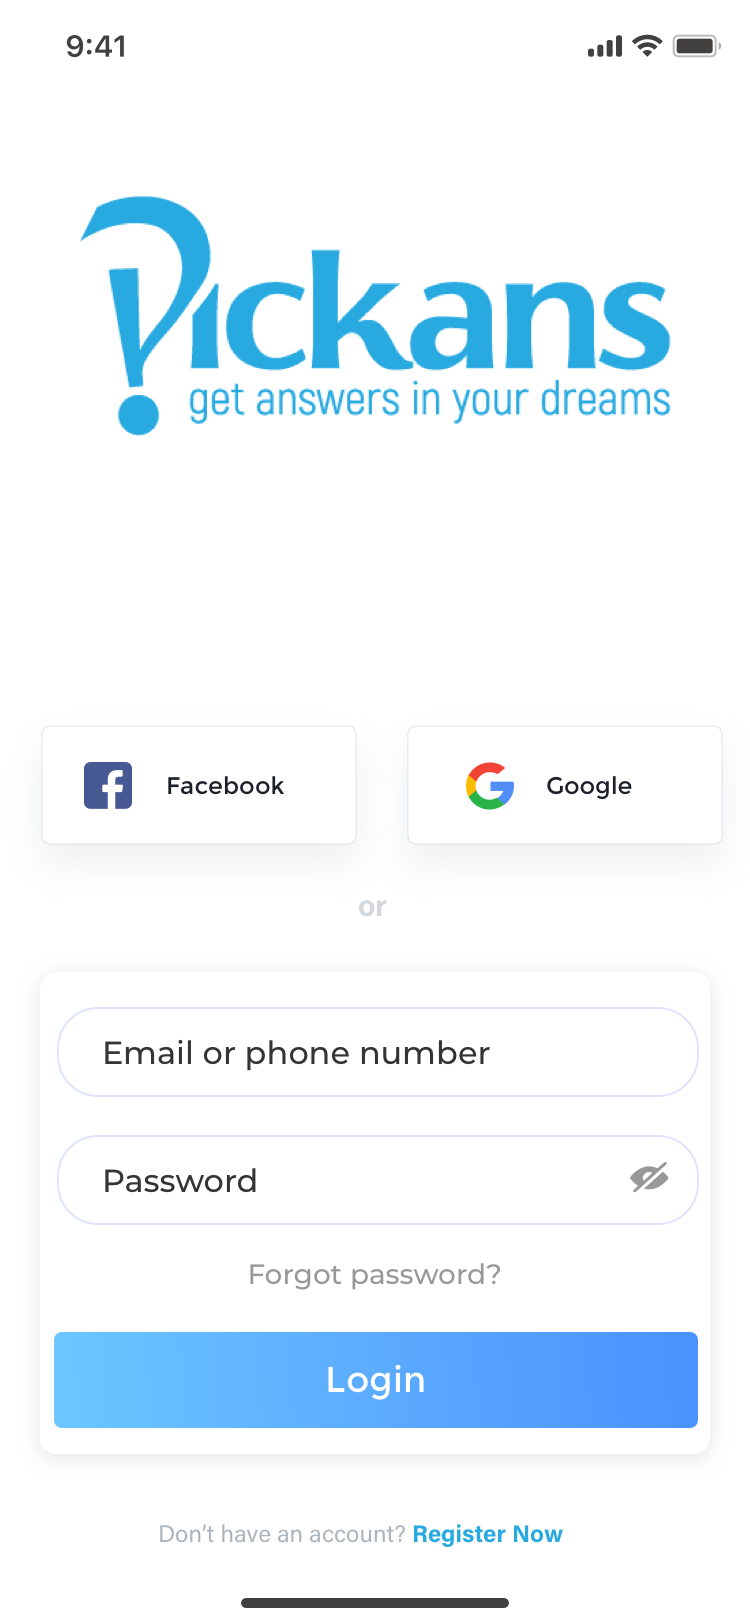 9:41
Pickans
get answers in your dreams
Facebook
Google
or
Email or phone number
Password
Forgot password?
Login
Don't have an account? Register Now